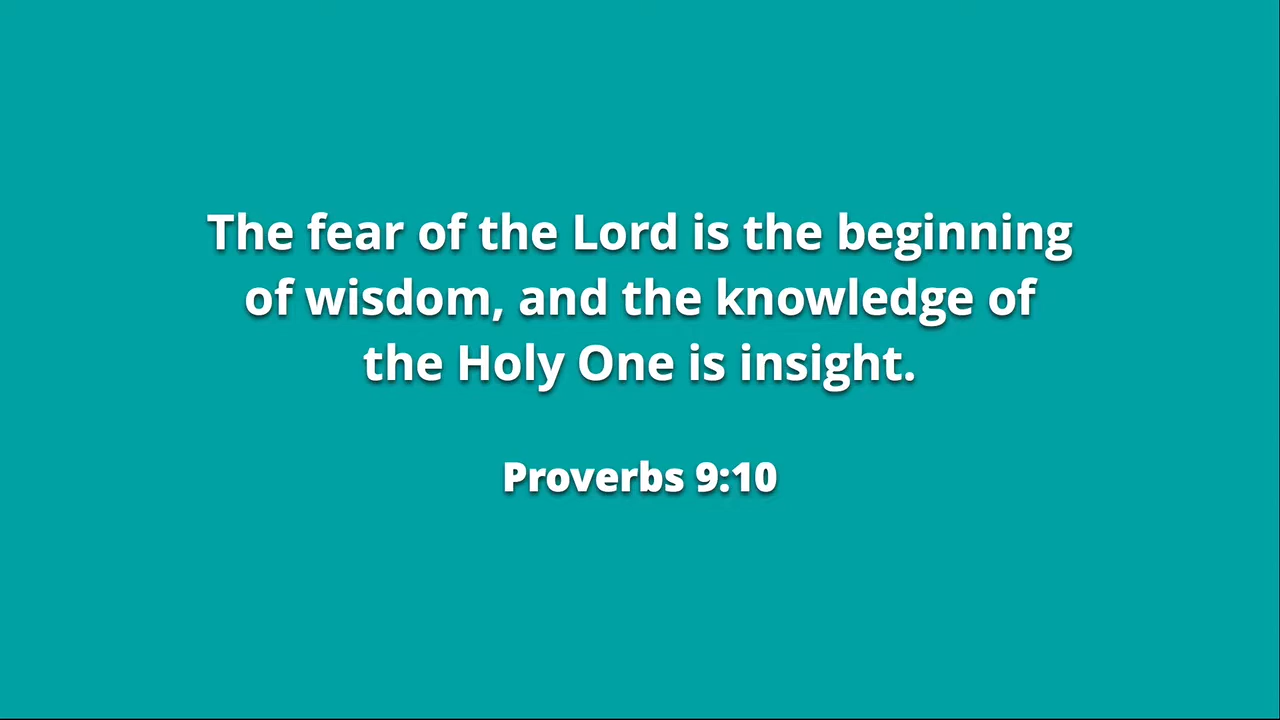 The fear of the Lord is the beginning
of wisdom, and the knowledge of
the Holy One is insight.
Proverbs 9:10